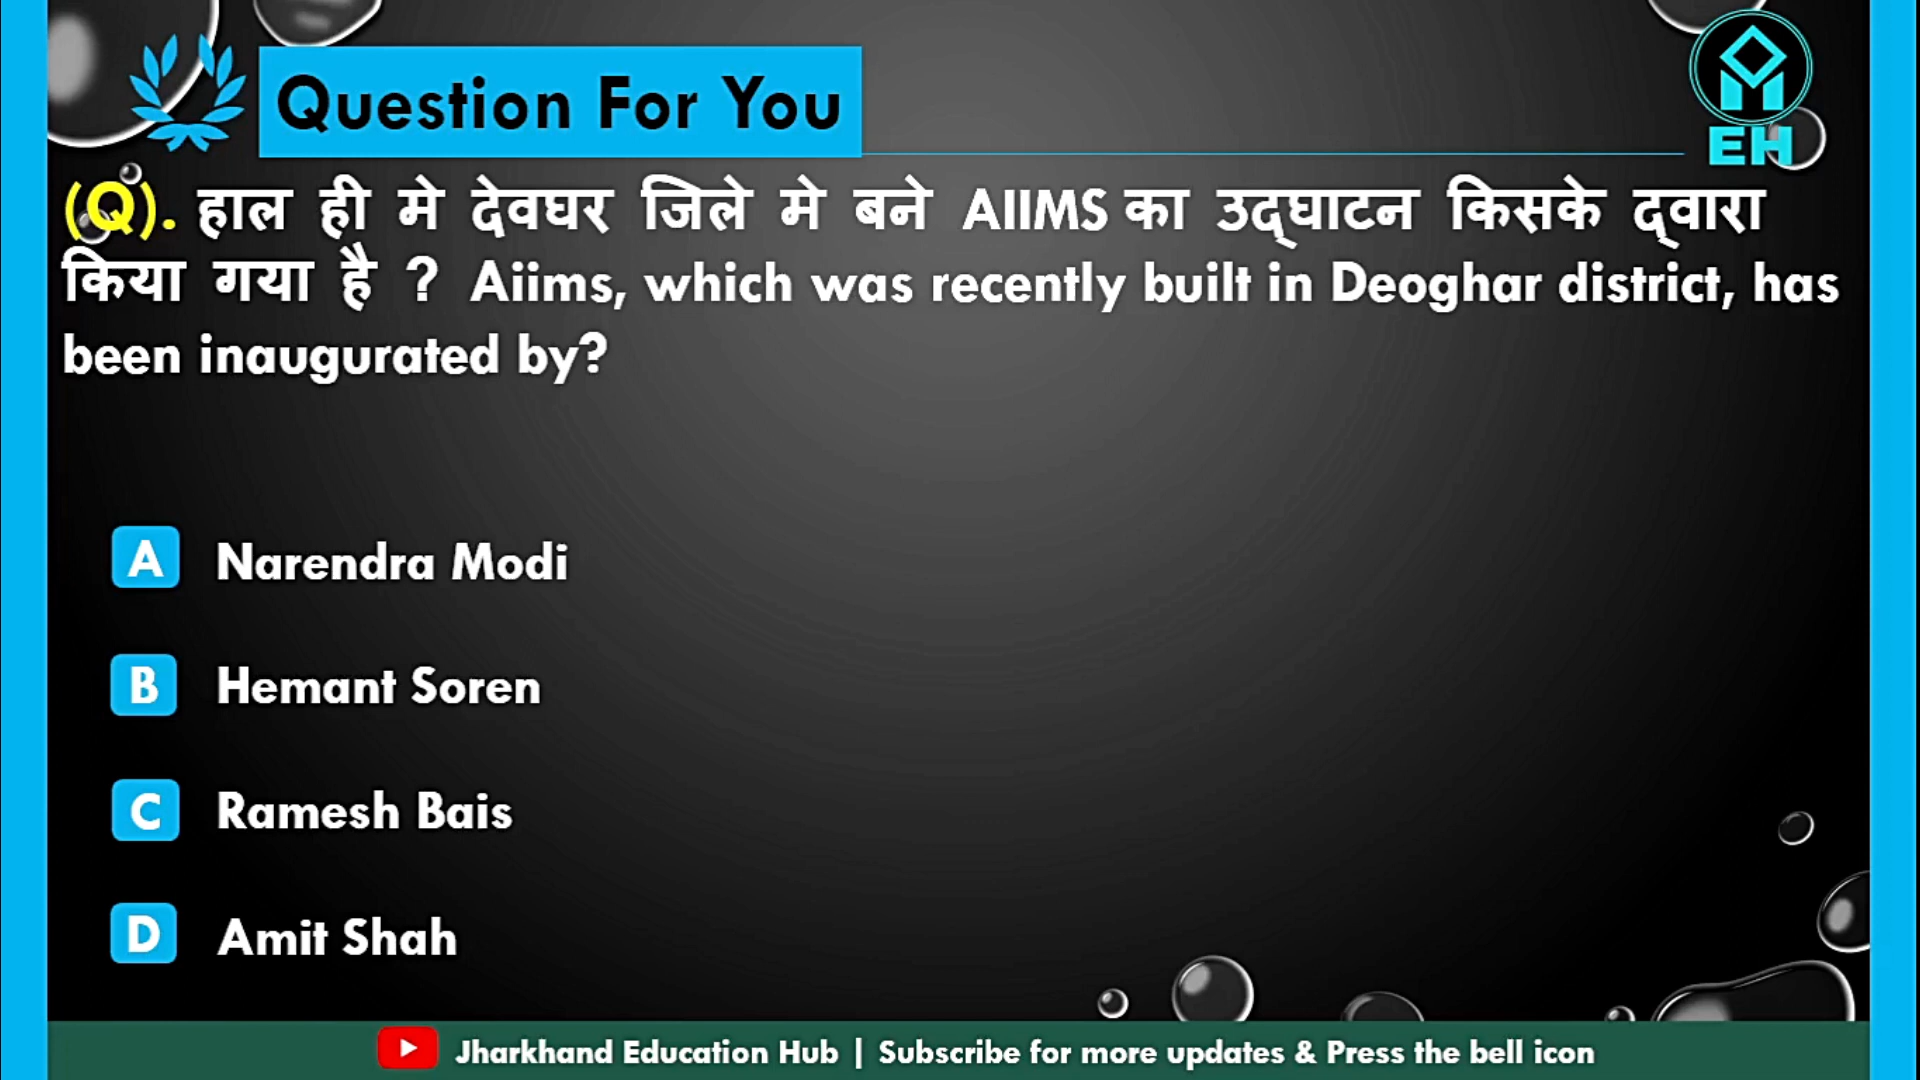 Question For You
EH
(Q). हाल ही मे देवघर जिले मे बने AIIMS का उद्घाटन किसके द्वारा
किया गया है ? Aiims, which was recently built in Deoghar district, has
been inaugurated by?
A Narendra Modi
B Hemant Soren
C Ramesh Bais
D Amit Shah
Jharkhand Education Hub | Subscribe for more updates & Press the bell icon